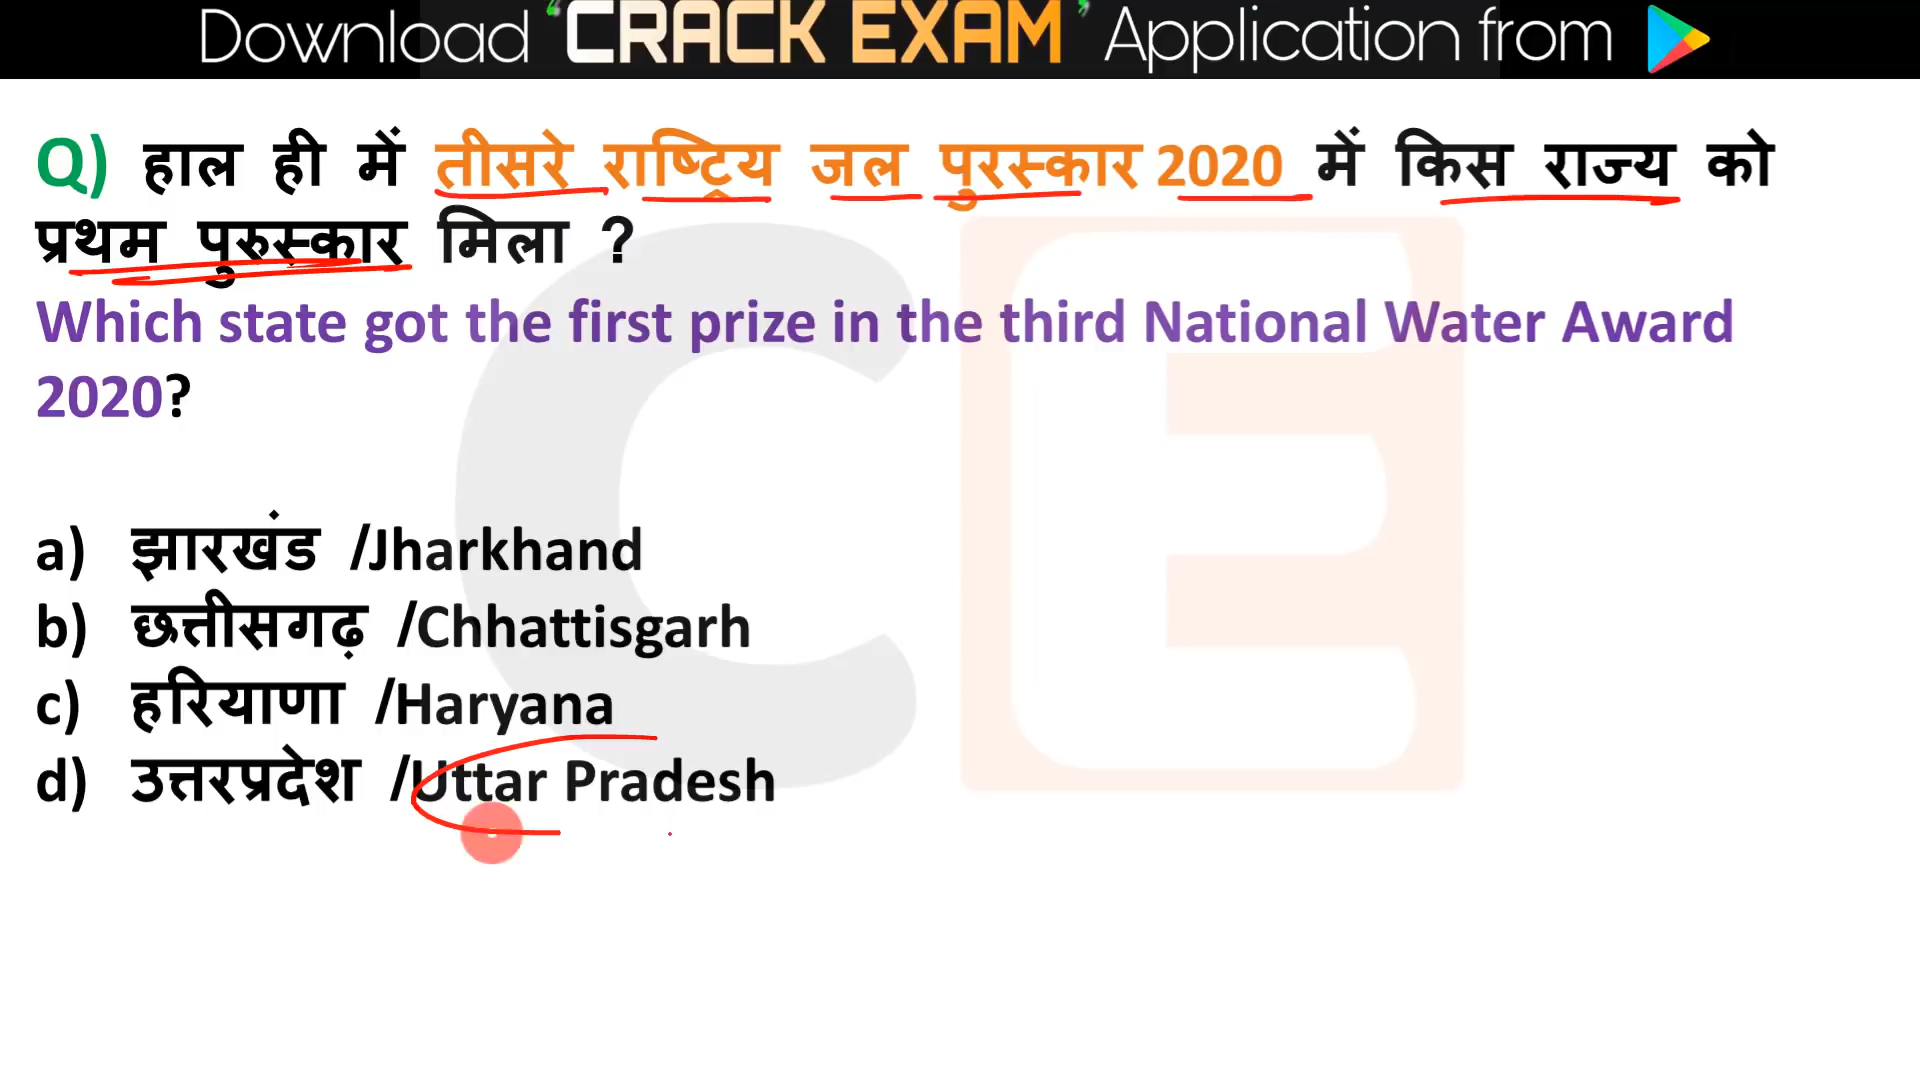 Download ‘CRACK EXAM’ Application from
Q) हाल ही में तीसरे राष्ट्रिय जल पुरस्कार 2020 में किस राज्य को
प्रथम पुरुस्कार मिला ?
Which state got the first prize in the third National Water Award
2020?
a) झारखंड /Jharkhand
b) छत्तीसगढ़ /Chhattisgarh
c) हरियाणा /Haryana
d) उत्तरप्रदेश /Uttar Pradesh
CE